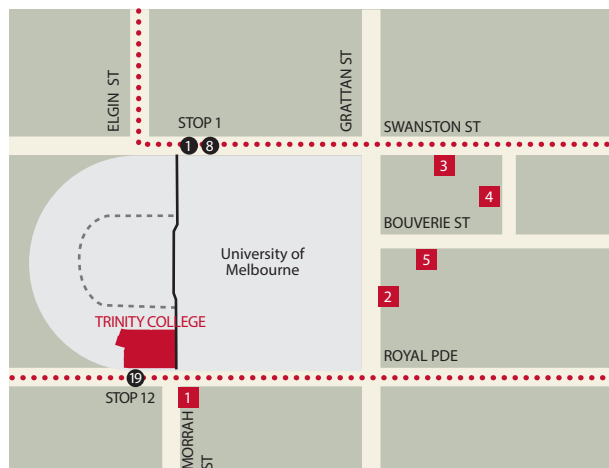 ELGIN ST
GRATTAN ST
STOP 1
SWANSTON ST
1
8
3
4
BOUVERIE ST
University of
Melbourne
5
2
TRINITY COLLEGE
ROYAL PDE
19
STOP 12
1
MORRAH
ST